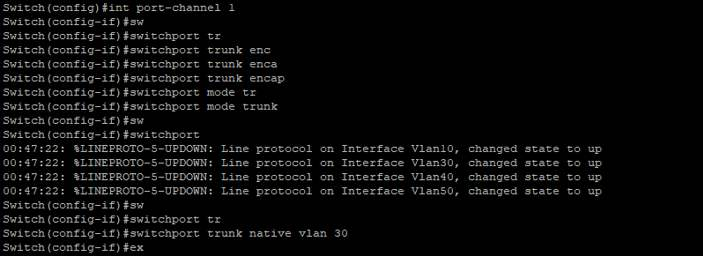 Switch(config)#int port-channel 1
Switch(config-if)#sw
Switch(config-if)#switchport tr
Switch(config-if)#switchport trunk enc
Switch(config-if)#switchport trunk enca
Switch(config-if)#switchport trunk encap
Switch(config-if)#switchport mode tr
Switch(config-if)#switchport mode trunk
Switch(config-if)#sw
Switch(config-if)#switchport
00:47:22: %LINEPROTO-5-UPDOWN: Line protocol on Interface Vlan10, changed state to up
00:47:22: %LINEPROTO-5-UPDOWN: Line protocol on Interface Vlan30, changed state to up
00:47:22: %LINEPROTO-5-UPDOWN: Line protocol on Interface Vlan40, changed state to up
00:47:22: %LINEPROTO-5-UPDOWN: Line protocol on Interface Vlan50, changed state to up
Switch(config-if)#sw
Switch(config-if)#switchport tr
Switch(config-if)#switchport trunk native vlan 30
Switch(config-if)#ex